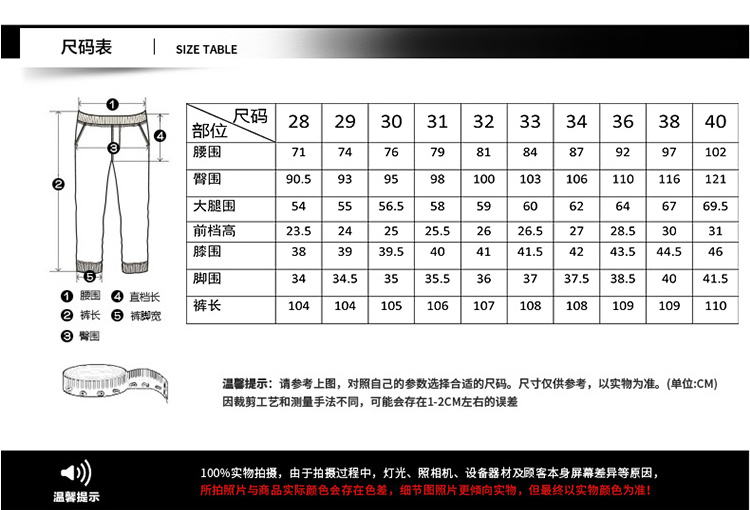 尺码表 | SIZE TABLE
尺码 部位 28 29 30 31 32 33 34 36 38 40
腰围 71 74 76 79 81 84 87 92 97 102
臀围 90.5 93 95 98 100 103 106 110 116 121
大腿围 54 55 56.5 58 59 60 62 64 67 69.5
前档高 23.5 24 25 25.5 26 26.5 27 28.5 30 31
膝围 38 39 39.5 40 41 41.5 42 43.5 44.5 46
脚围 34 34.5 35 35.5 36 37 37.5 38.5 40 41.5
裤长 104 104 105 106 107 108 108 109 109 110
1
4
3
2
5
1 腰围 4 直档长
2 裤长 5 裤脚宽
3 臀围
温馨提示：请参考上图，对照自己的参数选择合适的尺码。尺寸仅供参考，以实物为准。(单位:CM)
因裁剪工艺和测量手法不同，可能会存在1-2CM左右的误差
温馨提示
100%实物拍摄，由于拍摄过程中，灯光、照相机、设备器材及顾客本身屏幕差异等原因，
所拍照片与商品实际颜色会存在色差，细节图照片更倾向实物，但最终以实物颜色为准！